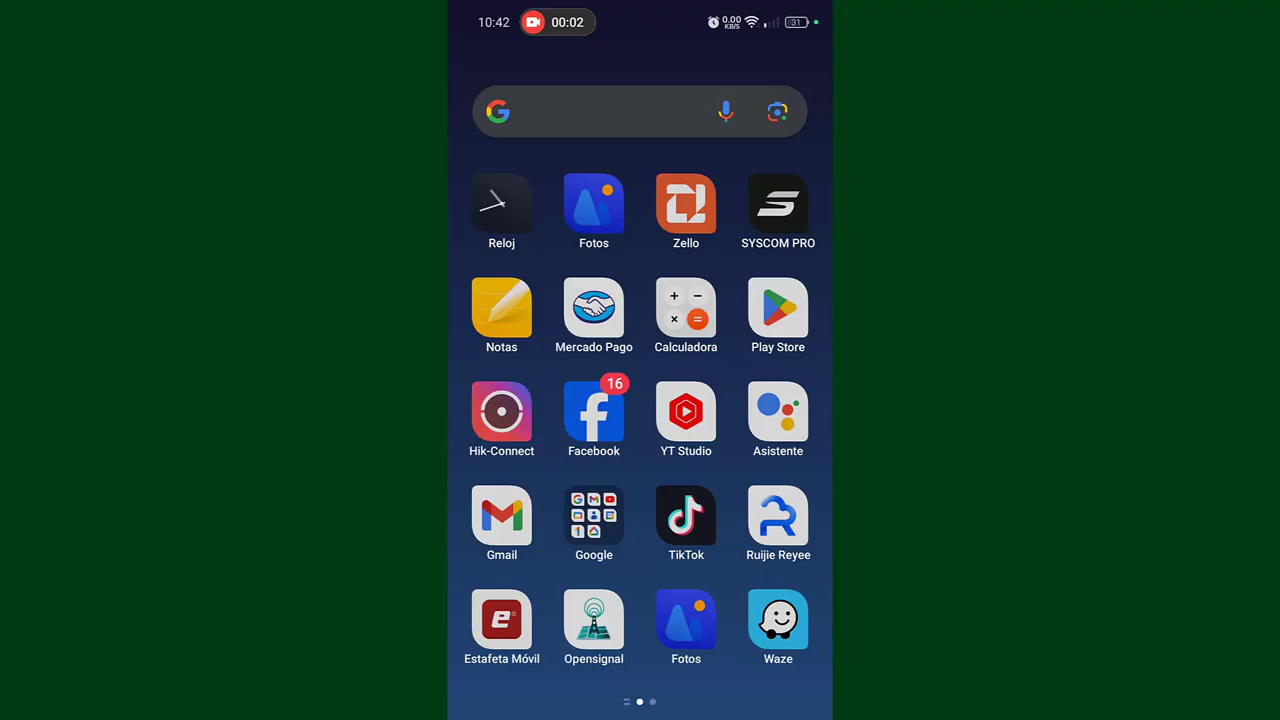 10:42 00:02 0.00 KB/S 31
Reloj Fotos Zello SYSCOM PRO
Notas Mercado Pago Calculadora Play Store
16
Hik-Connect Facebook YT Studio Asistente
Gmail Google TikTok Ruijie Reyee
Estafeta Móvil Opensignal Fotos Waze